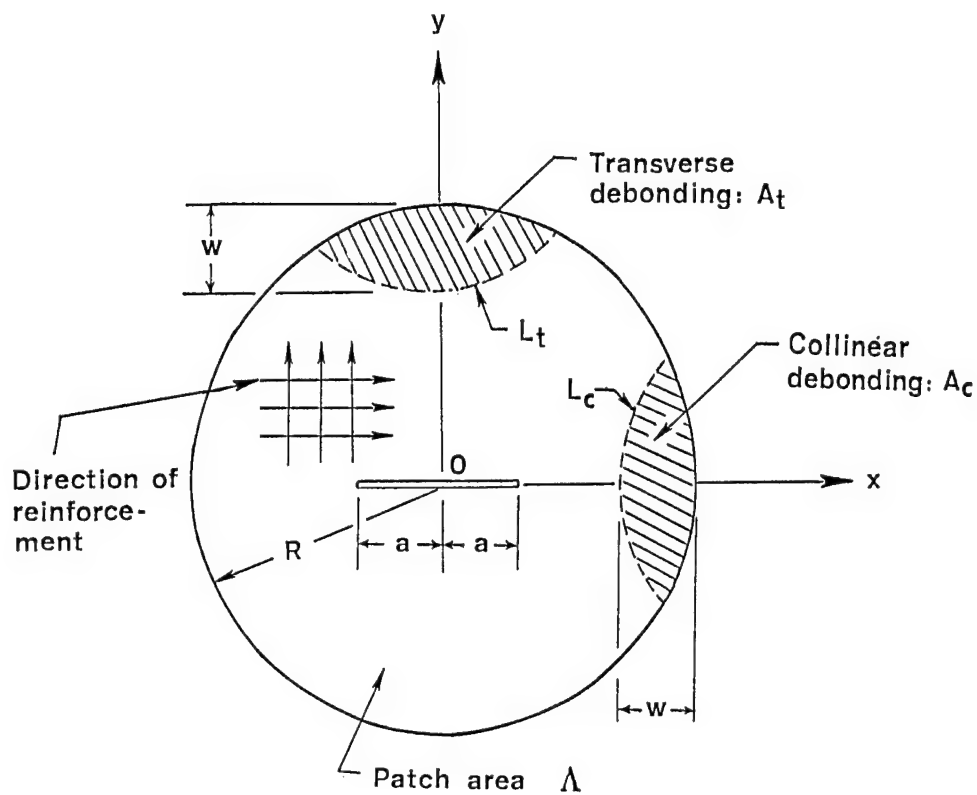 y
Transverse
debonding: At
w
Lt
Collinear
debonding: Ac
Lc
O
x
Direction of
reinforce-
ment
R
a
a
w
Patch area Λ